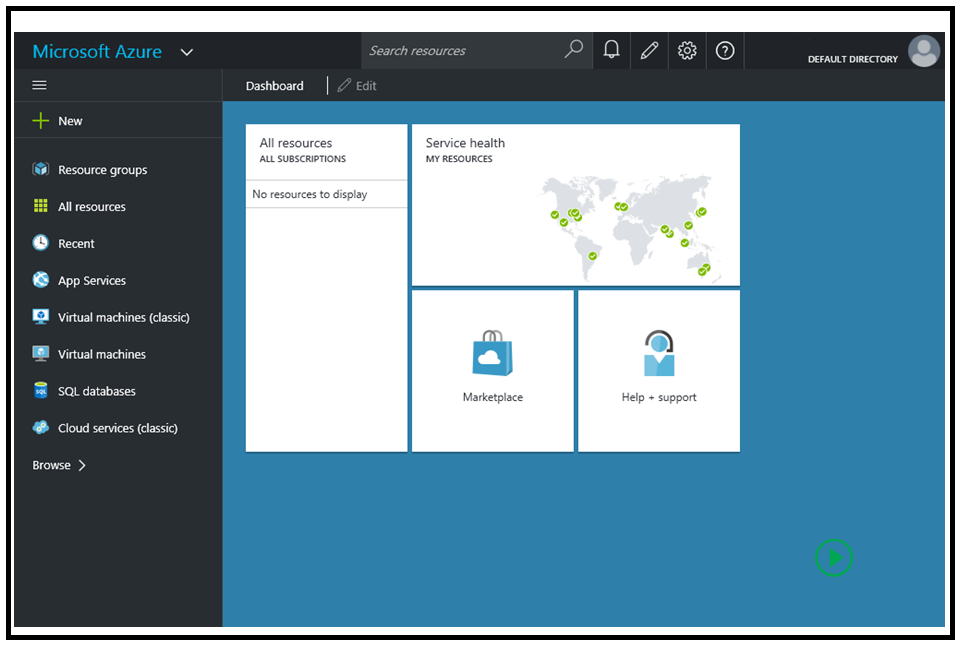 Microsoft Azure
Search resources
DEFAULT DIRECTORY
Dashboard
Edit
New
Resource groups
All resources
Recent
App Services
Virtual machines (classic)
Virtual machines
SQL
SQL databases
Cloud services (classic)
Browse
All resources
ALL SUBSCRIPTIONS
No resources to display
Service health
MY RESOURCES
Marketplace
Help + support